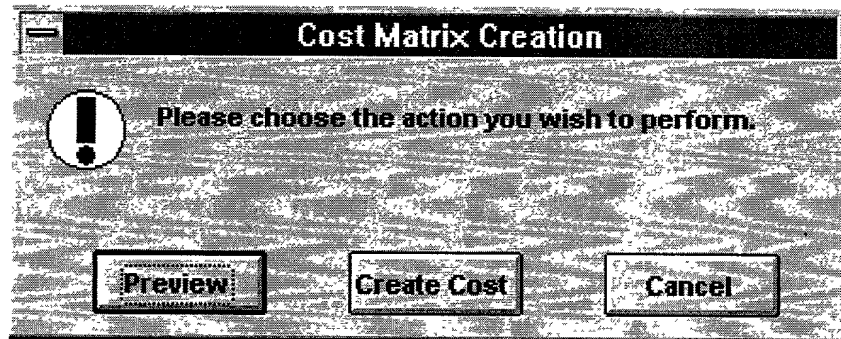 Cost Matrix Creation
Please choose the action you wish to perform.
Preview
Create Cost
Cancel